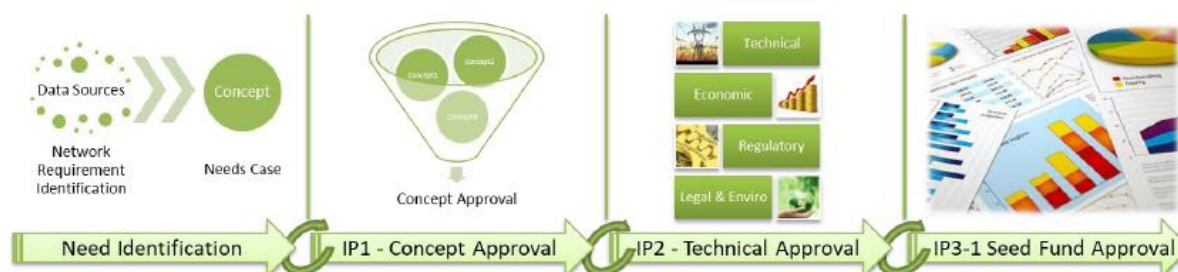 Data Sources
Network
Requirement
Identification
Concept
Needs Case
Concept Approval
Technical
Economic
Regulatory
Legal & Enviro
Need Identification
IP1 - Concept Approval
IP2 - Technical Approval
IP3-1 Seed Fund Approval